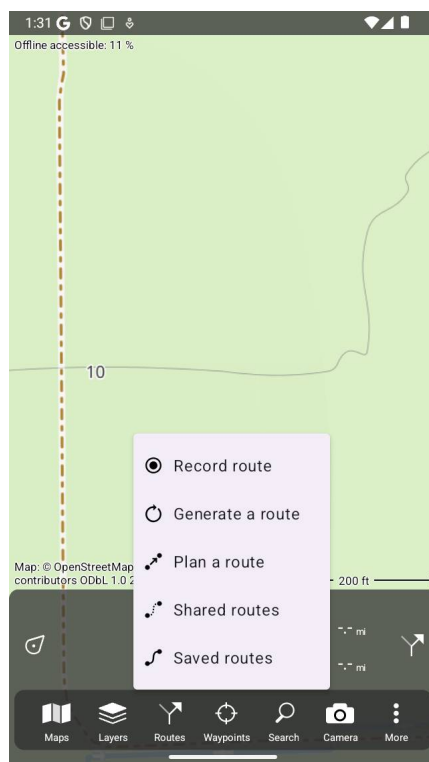 1:31
Offline accessible: 11 %
10
Record route
Generate a route
Plan a route
Shared routes
Saved routes
Map: © OpenStreetMap
contributors ODbL 1.0
200 ft
-.- mi
-.- mi
Maps Layers Routes Waypoints Search Camera More